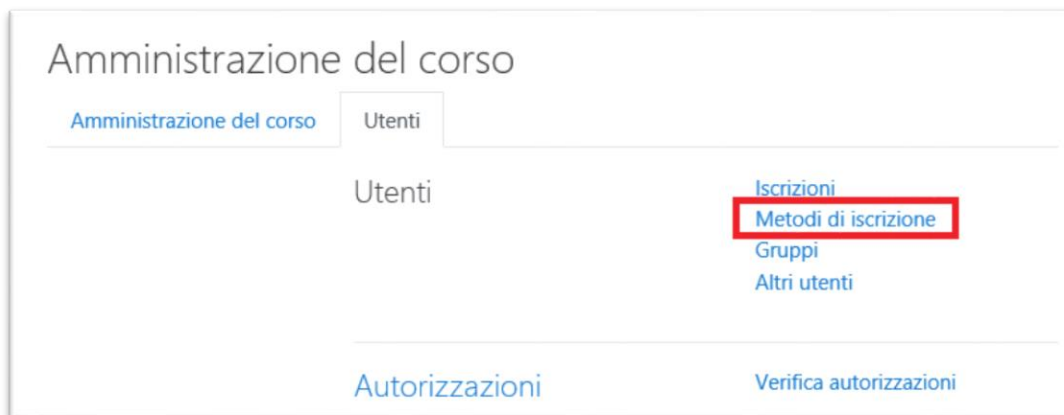 Amministrazione del corso
Amministrazione del corso
Utenti
Utenti
Iscrizioni
Metodi di iscrizione
Gruppi
Altri utenti
Autorizzazioni
Verifica autorizzazioni